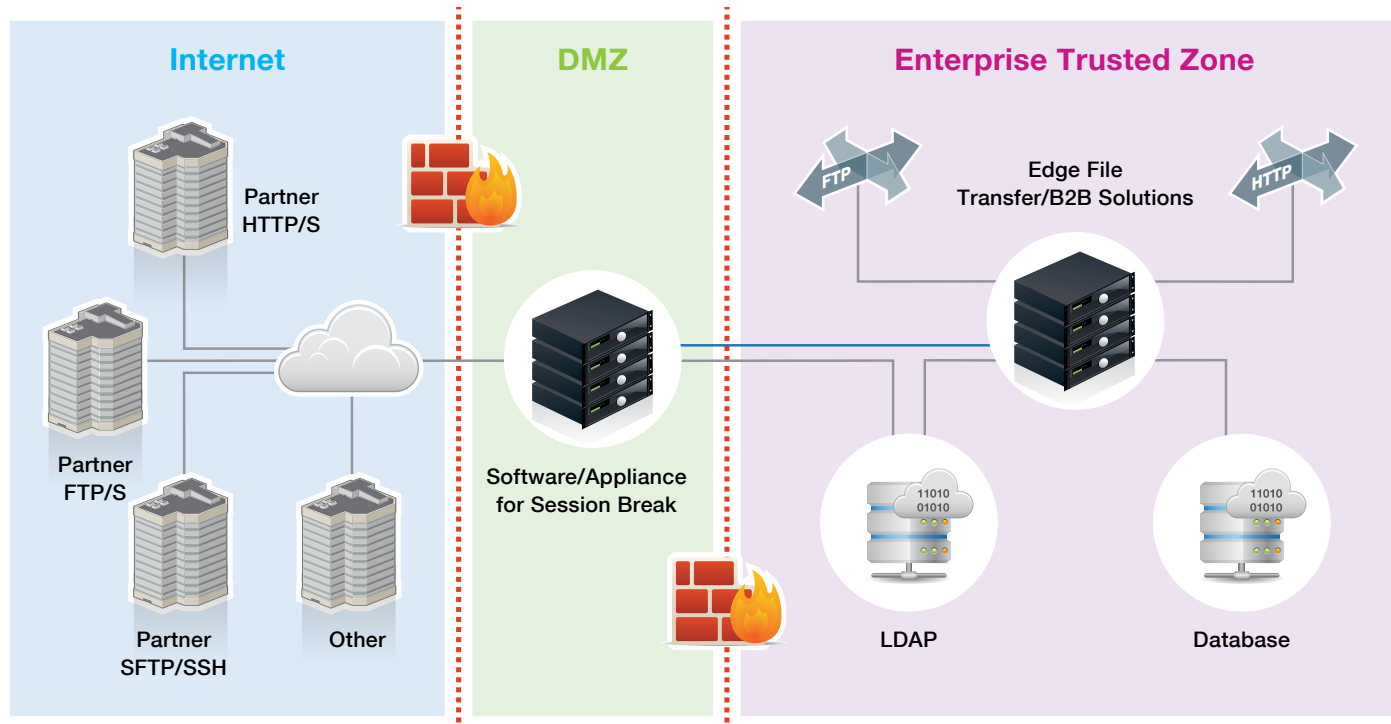 Internet
DMZ
Enterprise Trusted Zone
Partner
HTTP/S
Partner
FTP/S
Partner
SFTP/SSH
Other
Software/Appliance
for Session Break
FTP
Edge File
Transfer/B2B Solutions
HTTP
11010
01010
LDAP
11010
01010
Database